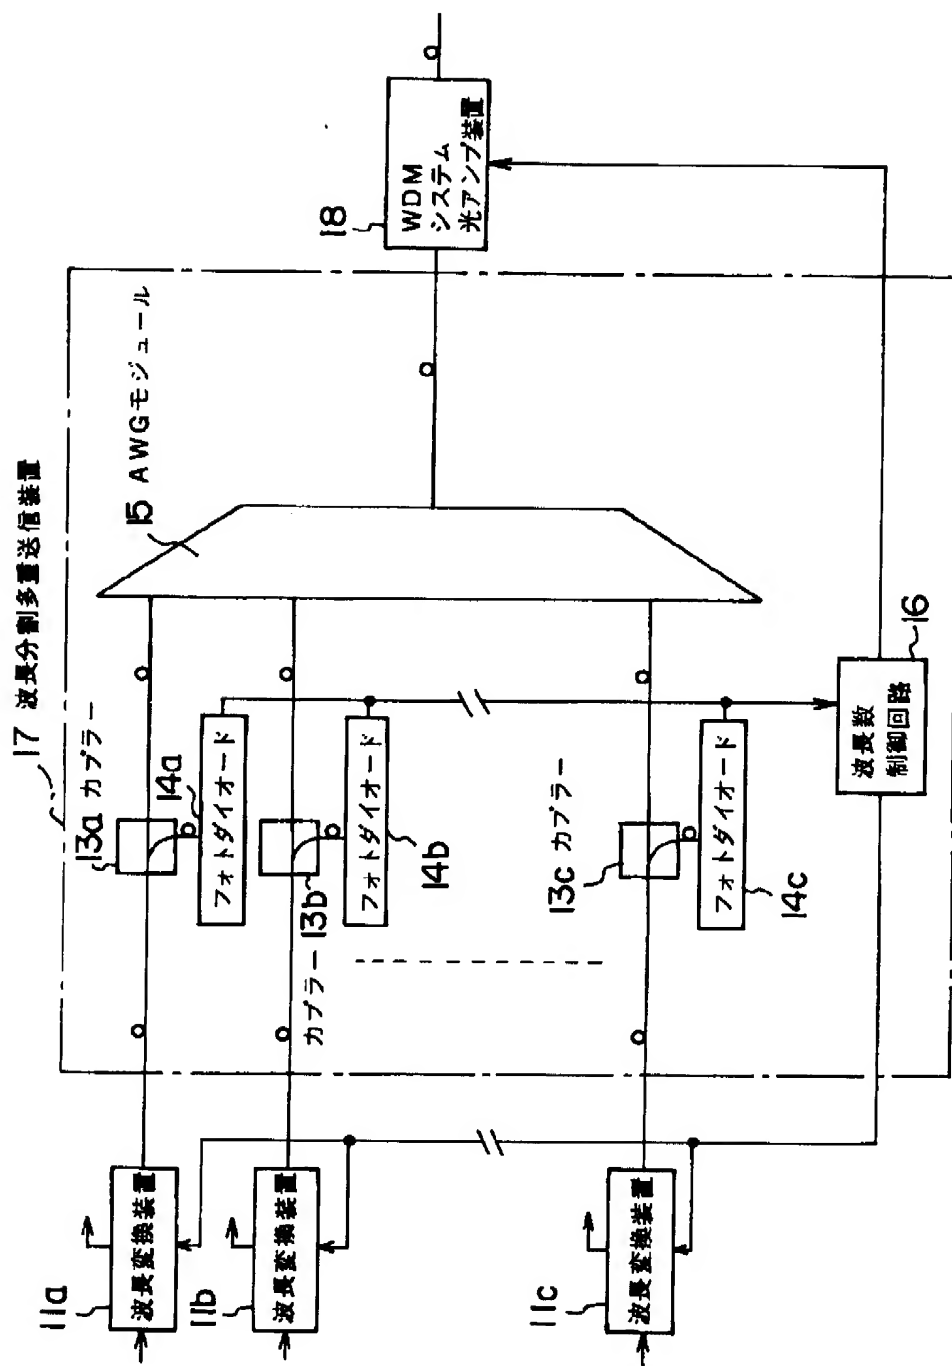 17 波長分割多重送信装置
13a カプラー
14a
フォトダイオード
15 AWGモジュール
18
WDM
システム
光アンプ装置
11a
波長変換装置
カプラー 13b
フォトダイオード
14b
11b
波長変換装置
13c カプラー
フォトダイオード
14c
11c
波長変換装置
波長数
制御回路
16